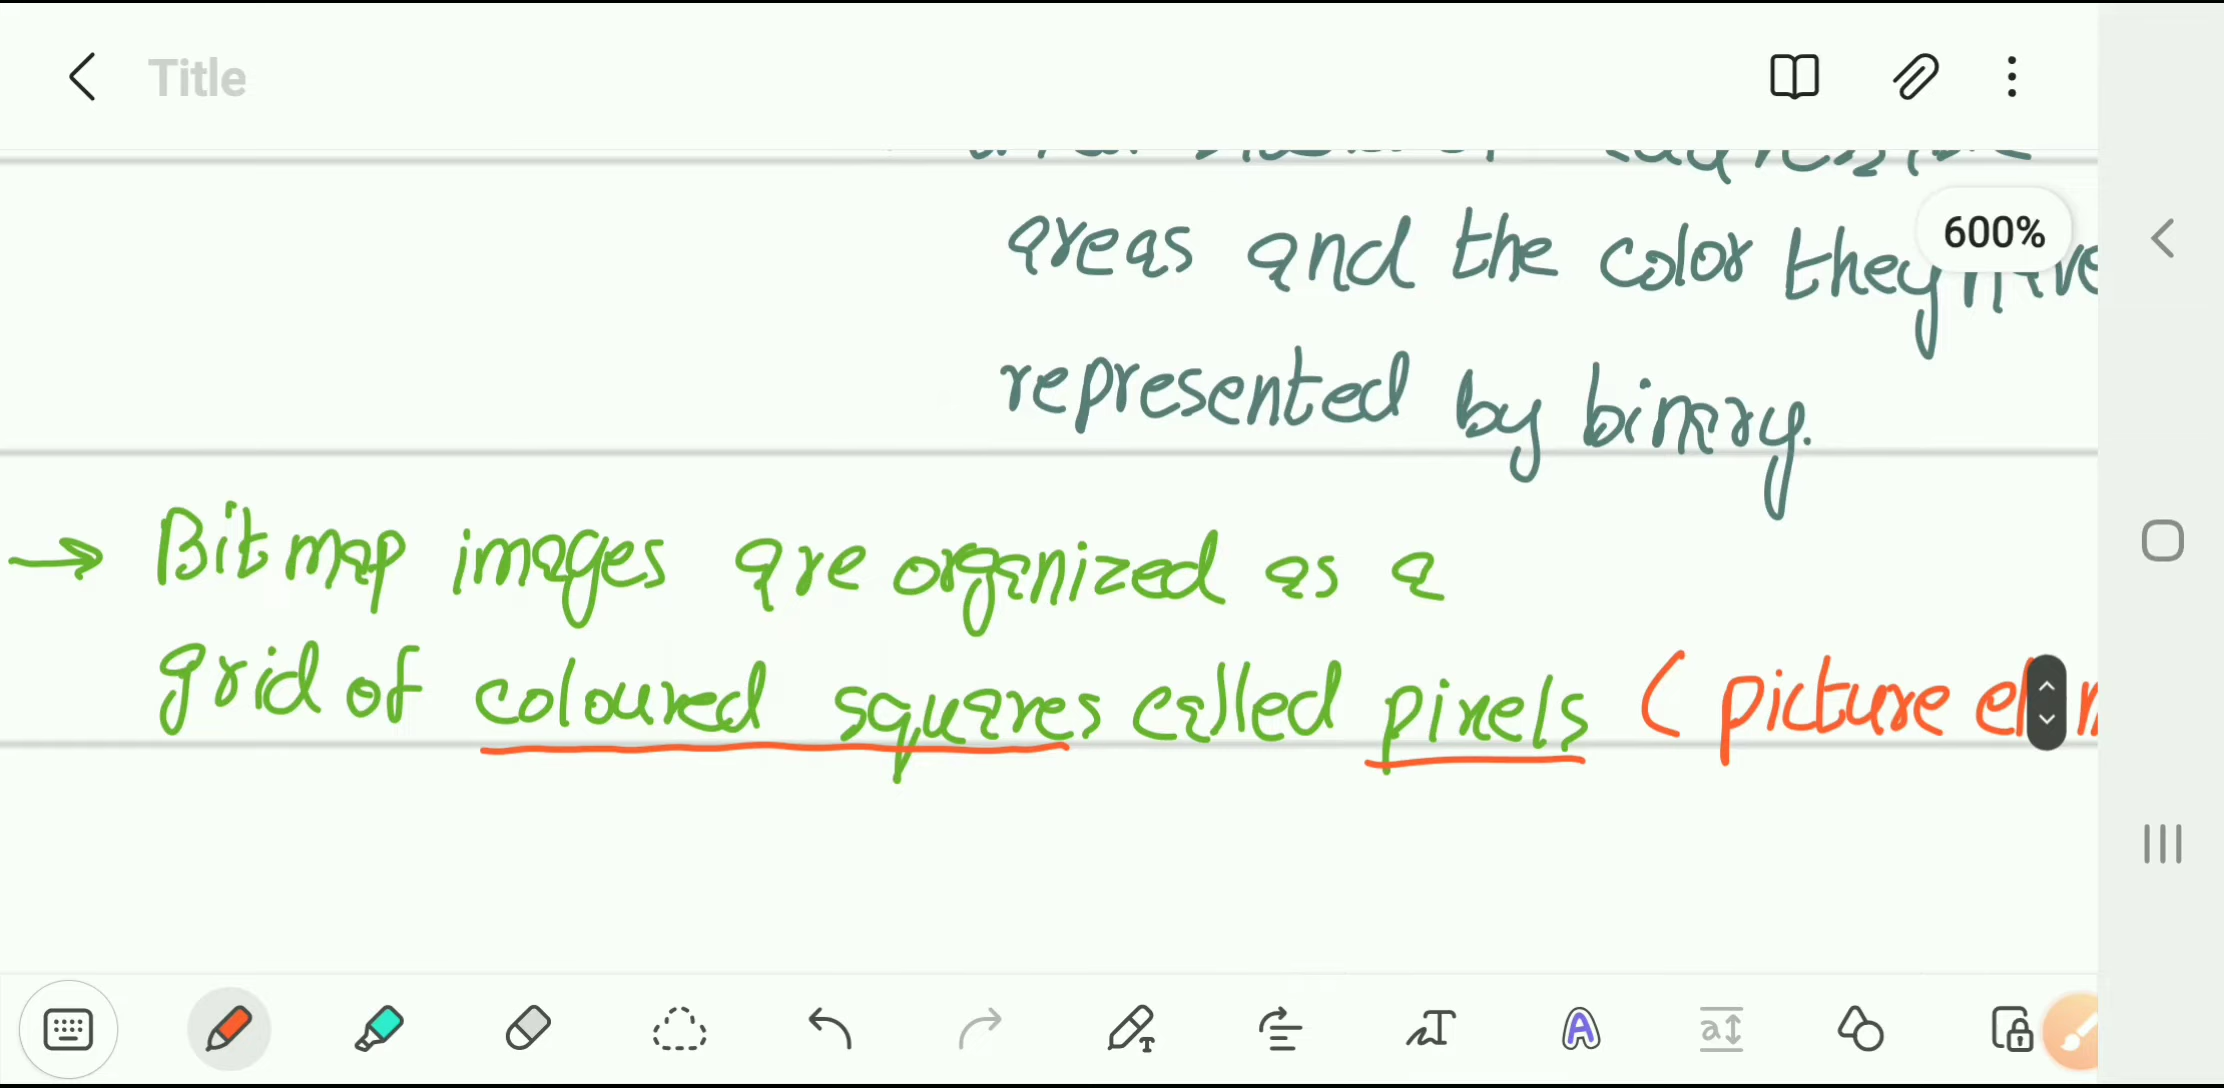 Title
areas and the color they
600%
represented by binary.
→ Bitmap images are organized as a
grid of coloured squares called pixels (picture